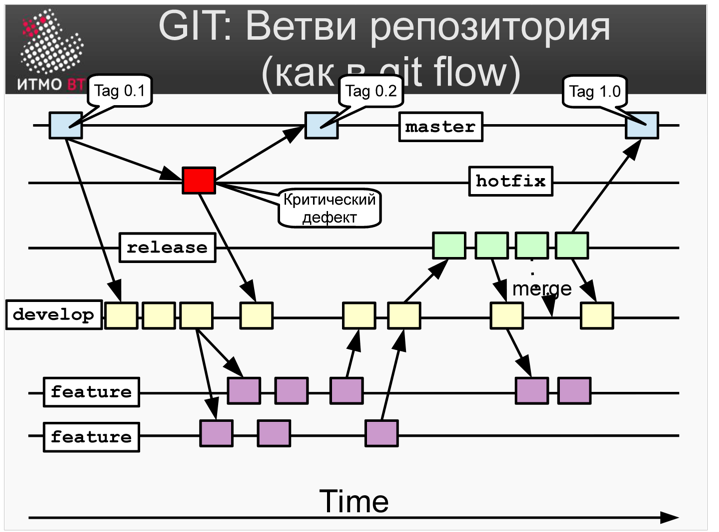 GIT: Ветви репозитория
(как в git flow)
ИТМО ВТ
Tag 0.1
Tag 0.2
Tag 1.0
master
hotfix
Критический
дефект
release
merge
develop
feature
feature
Time